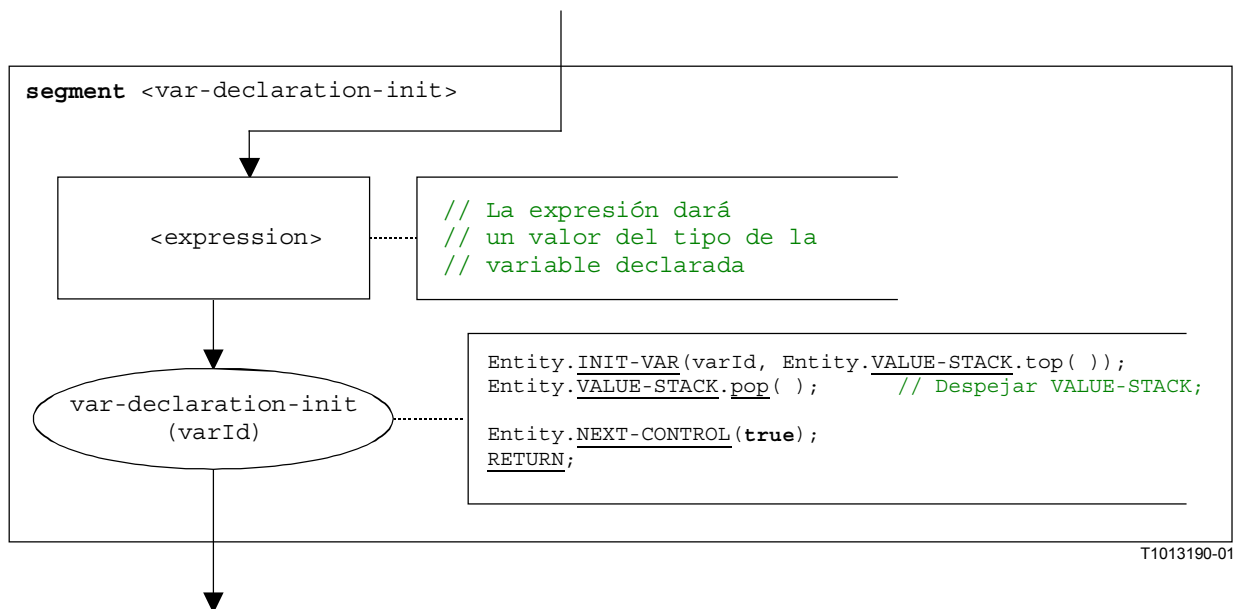 segment <var-declaration-init>
<expression>
// La expresión dará
// un valor del tipo de la
// variable declarada
var-declaration-init
(varId)
Entity.INIT-VAR(varId, Entity.VALUE-STACK.top( ));
Entity.VALUE-STACK.pop( ); // Despejar VALUE-STACK;
Entity.NEXT-CONTROL(true);
RETURN;
T1013190-01